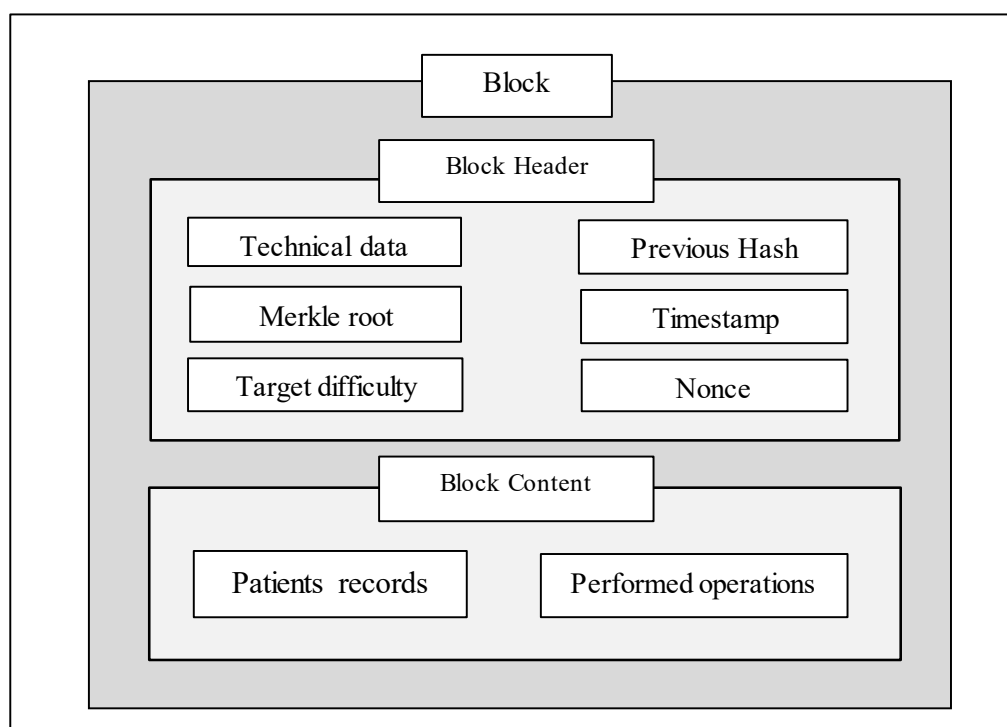 Block
Block Header
Technical data
Previous Hash
Merkle root
Timestamp
Target difficulty
Nonce
Block Content
Patients records
Performed operations